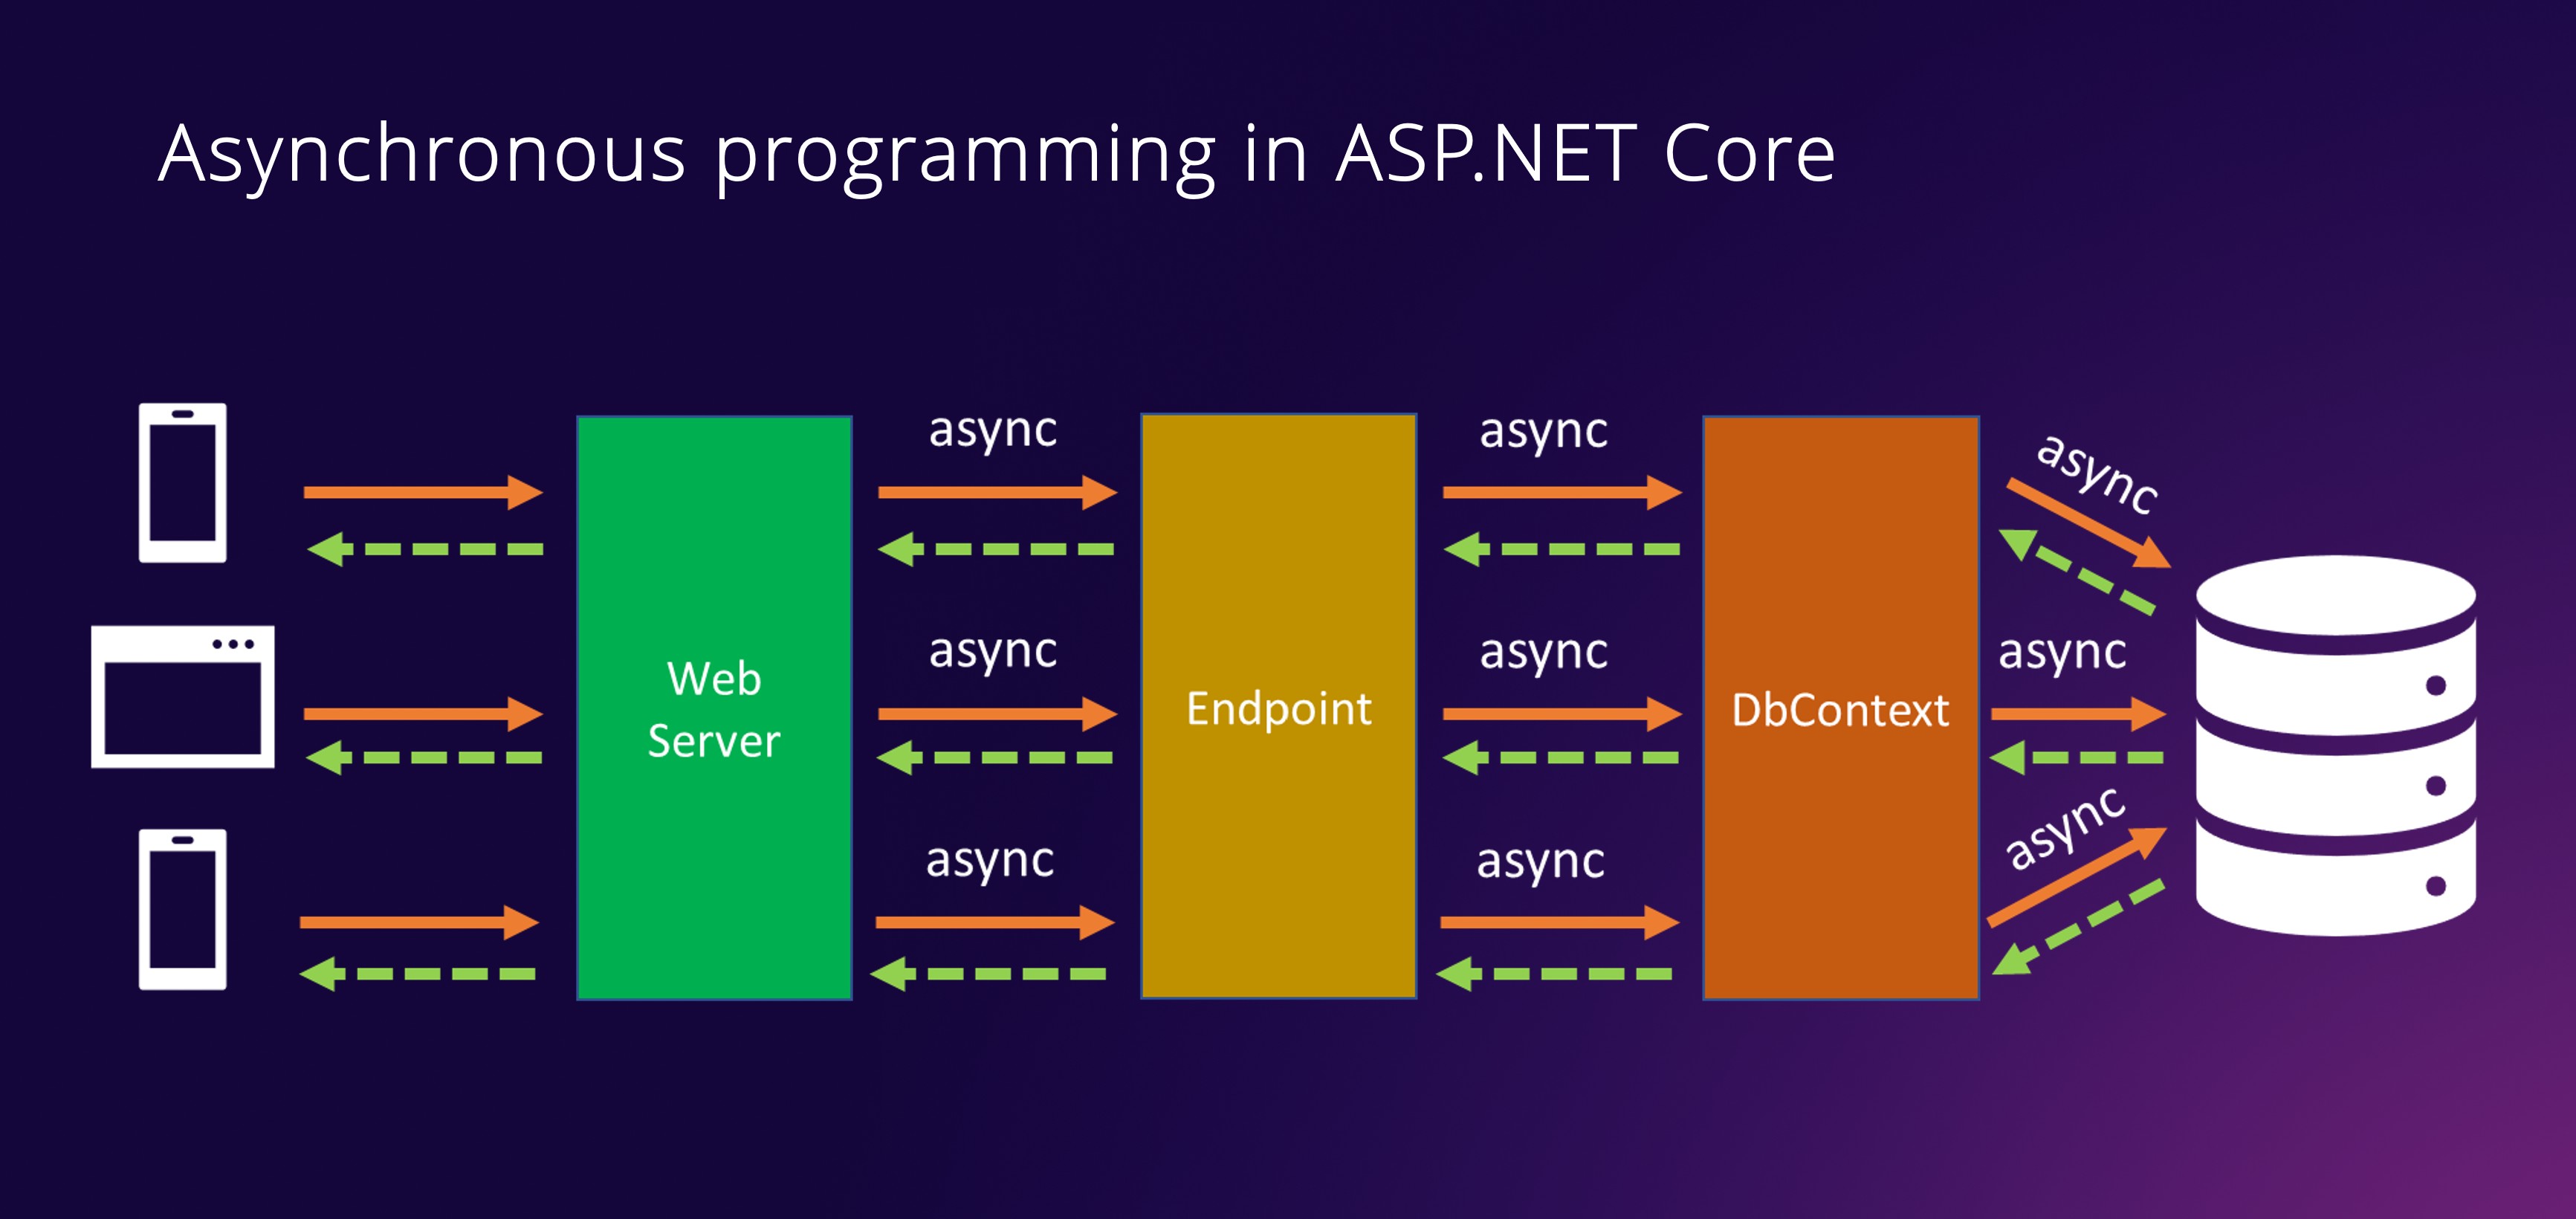 Asynchronous programming in ASP.NET Core
async
async
async
Web
Server
async
async
async
Endpoint
DbContext
async
async
async